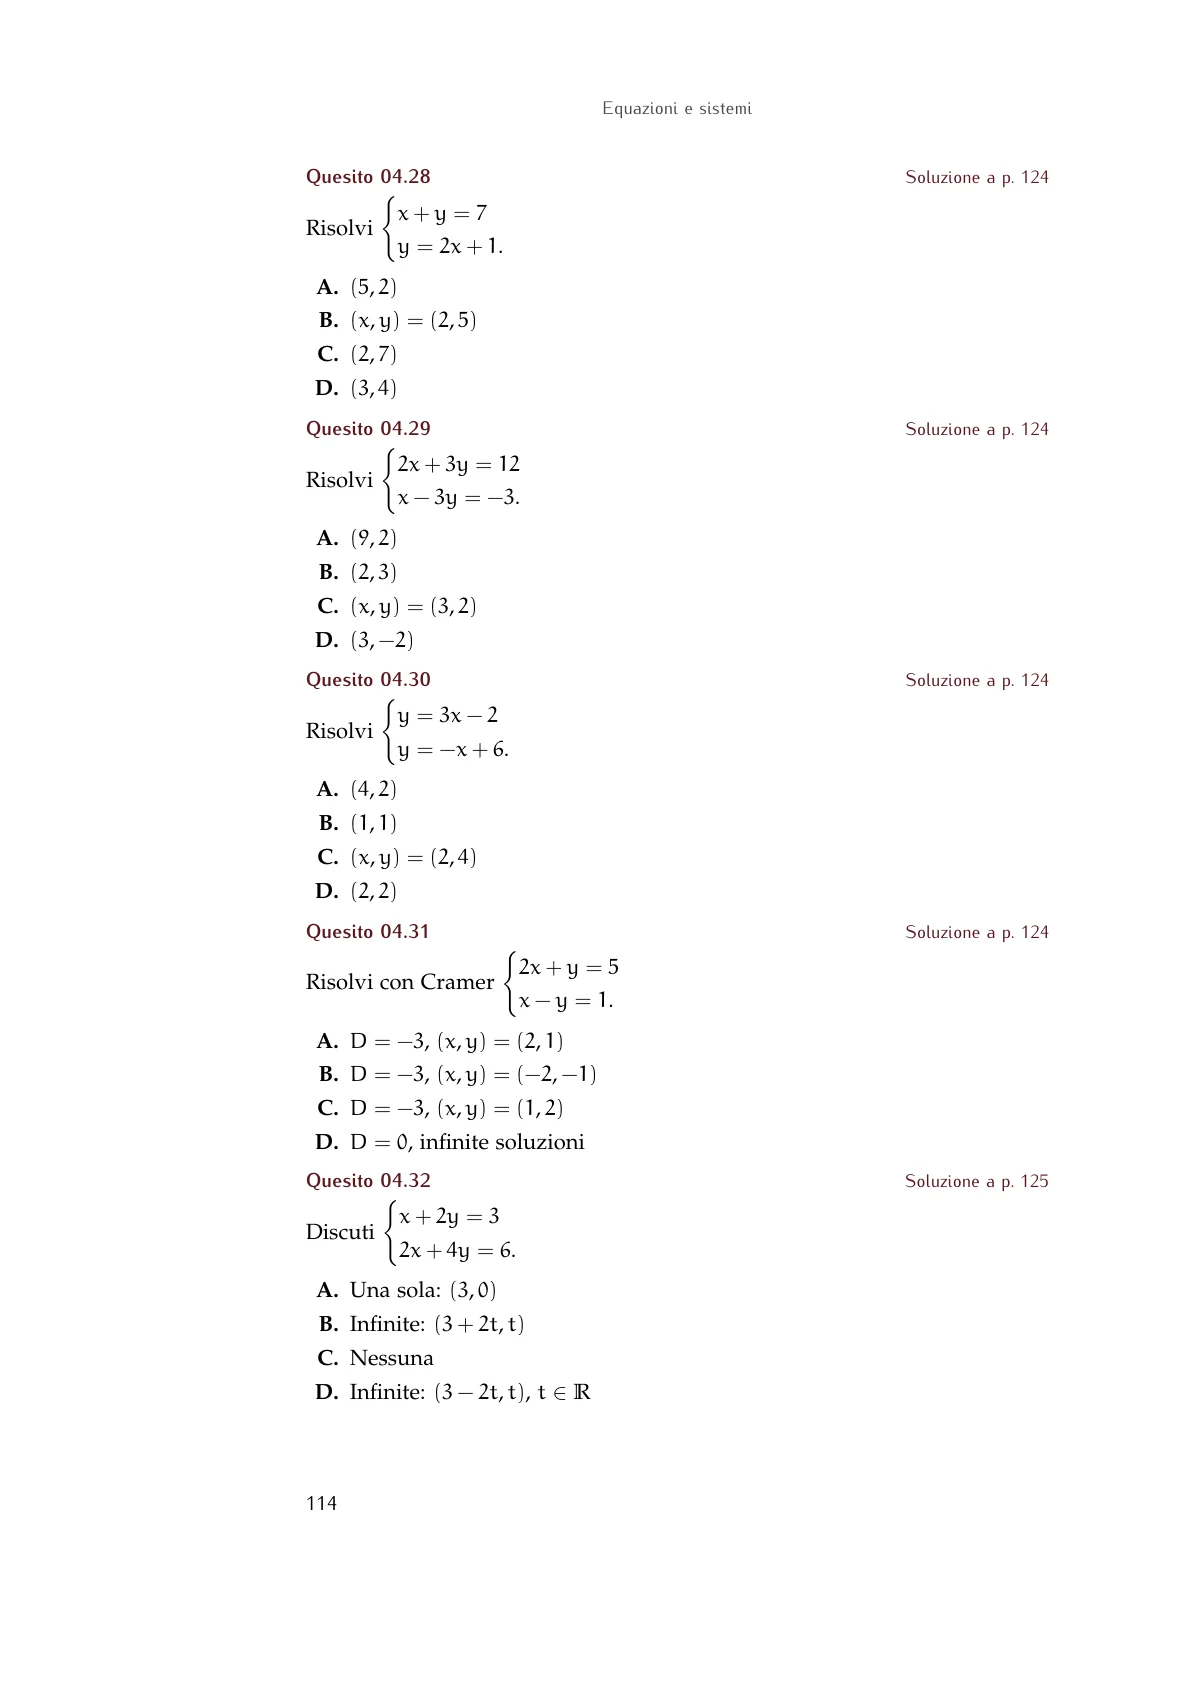 Equazioni e sistemi
Quesito 04.28 Soluzione a p. 124
Risolvi { x + y = 7
y = 2x + 1.
A. (5, 2)
B. (x, y) = (2, 5)
C. (2, 7)
D. (3, 4)
Quesito 04.29 Soluzione a p. 124
Risolvi { 2x + 3y = 12
x − 3y = −3.
A. (9, 2)
B. (2, 3)
C. (x, y) = (3, 2)
D. (3, −2)
Quesito 04.30 Soluzione a p. 124
Risolvi { y = 3x − 2
y = −x + 6.
A. (4, 2)
B. (1, 1)
C. (x, y) = (2, 4)
D. (2, 2)
Quesito 04.31 Soluzione a p. 124
Risolvi con Cramer { 2x + y = 5
x − y = 1.
A. D = −3, (x, y) = (2, 1)
B. D = −3, (x, y) = (−2, −1)
C. D = −3, (x, y) = (1, 2)
D. D = 0, infinite soluzioni
Quesito 04.32 Soluzione a p. 125
Discuti { x + 2y = 3
2x + 4y = 6.
A. Una sola: (3, 0)
B. Infinite: (3 + 2t, t)
C. Nessuna
D. Infinite: (3 − 2t, t), t ∈ ℝ
114